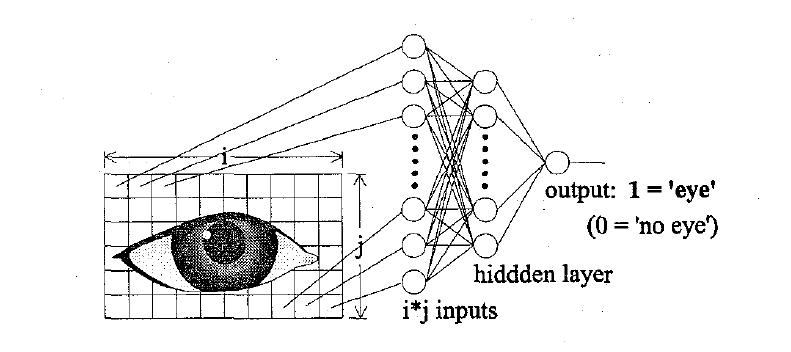 i
j
output: 1 = 'eye'
(0 = 'no eye')
hiddden layer
i*j inputs